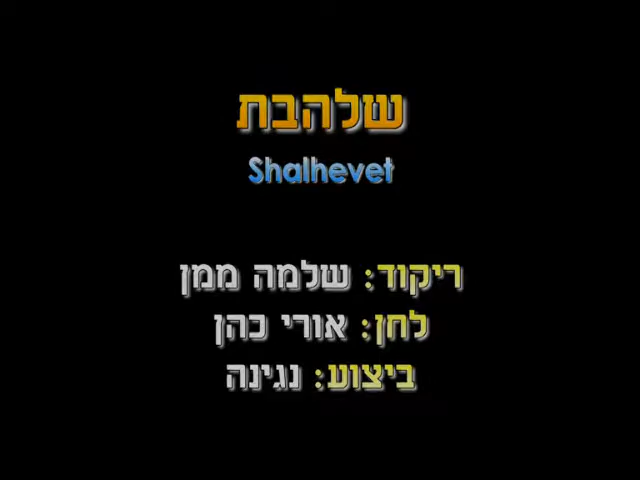 שלהבת
Shalhevet
ריקוד: שלמה ממן
לחן: אורי כהן
ביצוע: נגינה